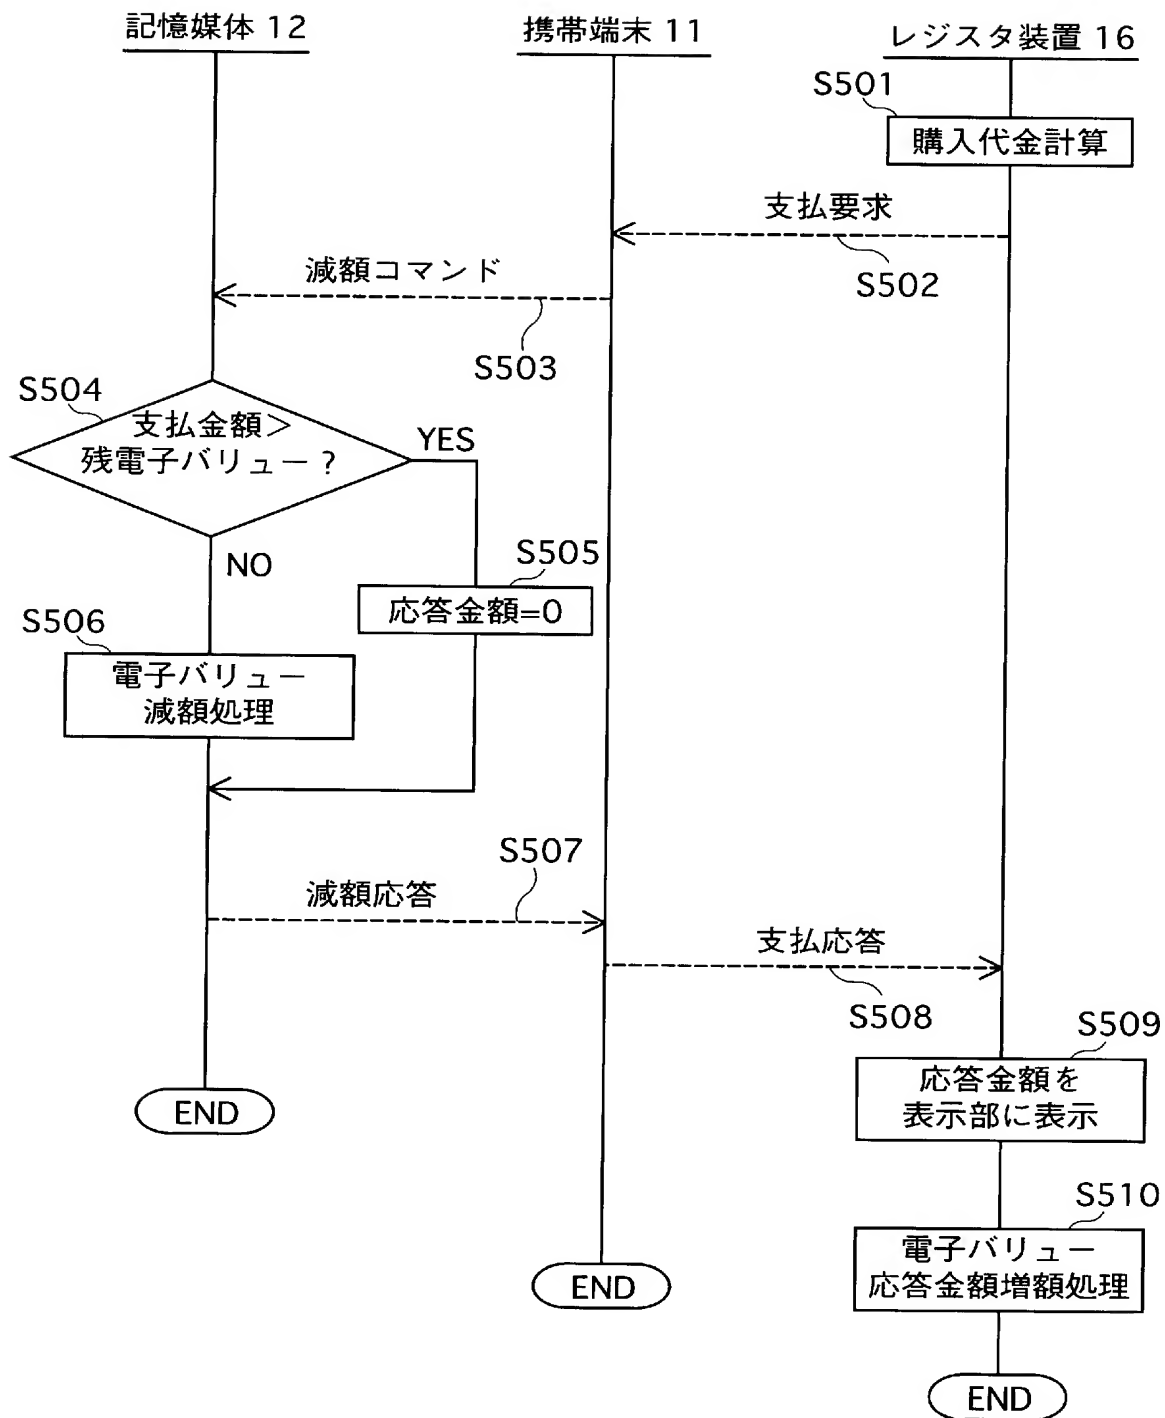 記憶媒体 12
携帯端末 11
レジスタ装置 16
S501
購入代金計算
支払要求
S502
減額コマンド
S503
S504
支払金額＞
残電子バリュー？
YES
NO
S505
応答金額=0
S506
電子バリュー
減額処理
S507
減額応答
支払応答
S508
S509
応答金額を
表示部に表示
END
S510
電子バリュー
応答金額増額処理
END
END